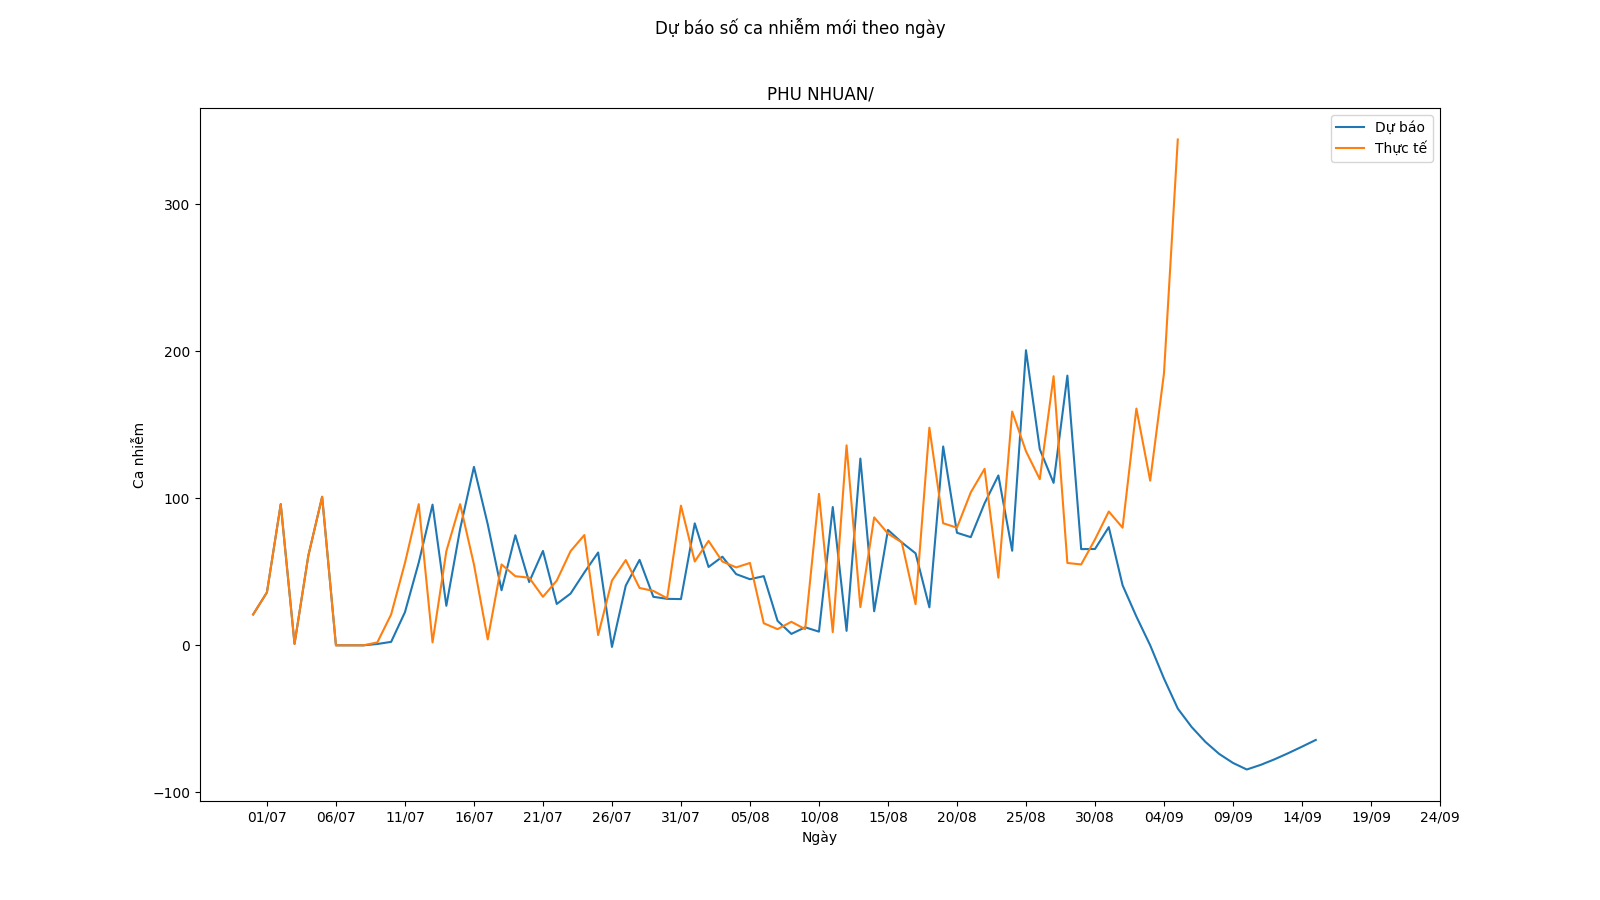 Dự báo số ca nhiễm mới theo ngày
PHU NHUAN/
Dự báo
Thực tế
300
200
100
0
−100
Ca nhiễm
01/07 06/07 11/07 16/07 21/07 26/07 31/07 05/08 10/08 15/08 20/08 25/08 30/08 04/09 09/09 14/09 19/09 24/09
Ngày